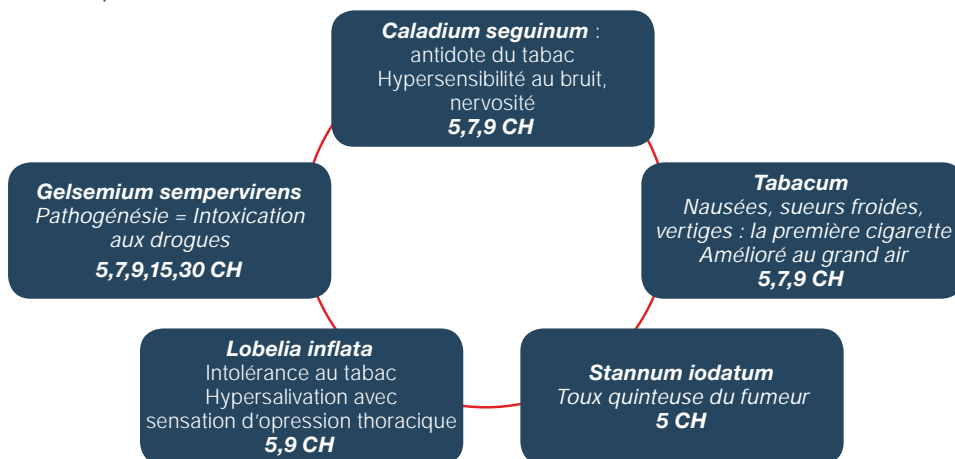 Caladium seguinum :
antidote du tabac
Hypersensibilité au bruit,
nervosité
5,7,9 CH
Gelsemium sempervirens
Pathogénésie = Intoxication
aux drogues
5,7,9,15,30 CH
Tabacum
Nausées, sueurs froides,
vertiges : la première cigarette
Amélioré au grand air
5,7,9 CH
Lobelia inflata
Intolérance au tabac
Hypersalivation avec
sensation d'opression thoracique
5,9 CH
Stannum iodatum
Toux quinteuse du fumeur
5 CH